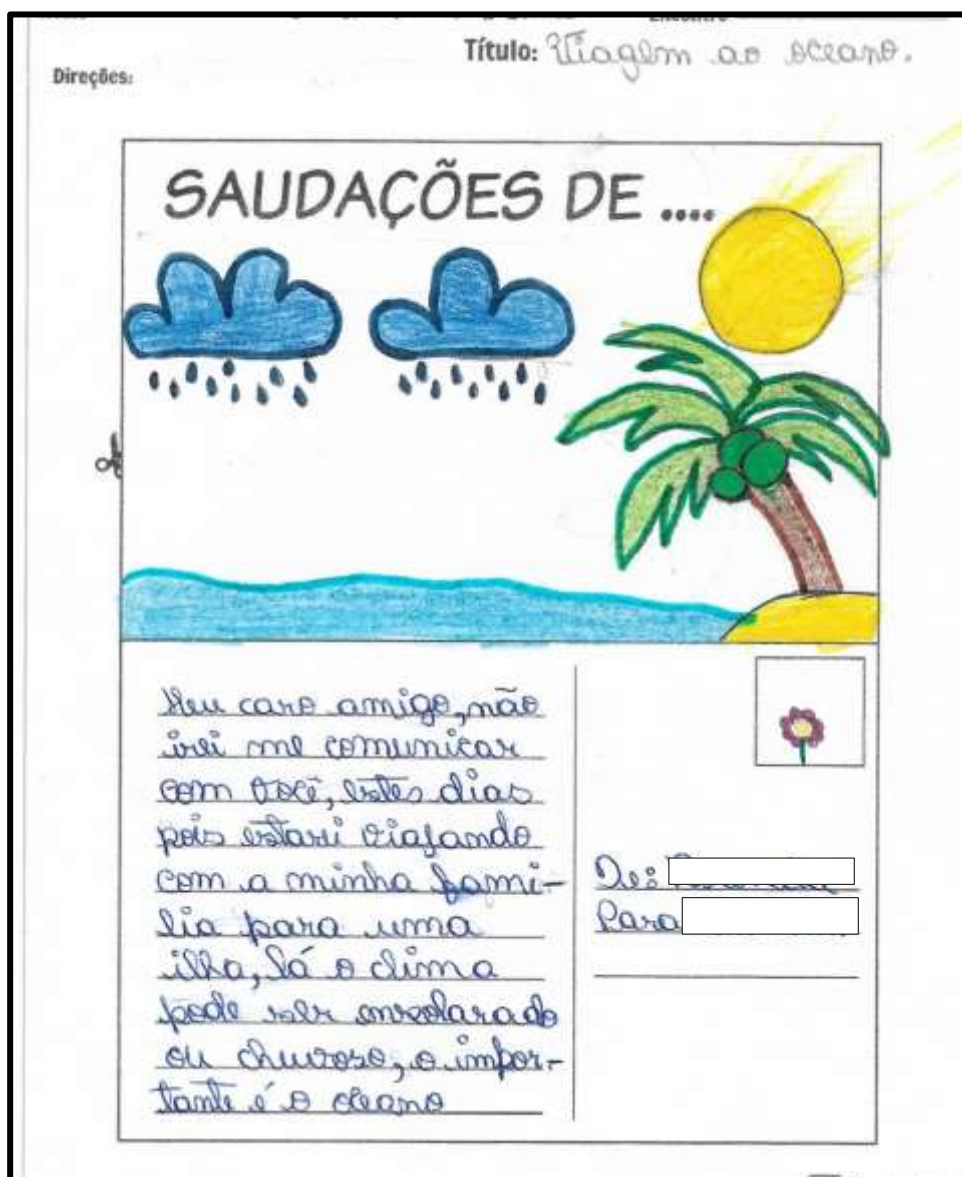 Título: Viagem ao oceano.
Direções:
SAUDAÇÕES DE ....
Meu caro amigo, não
irei me comunicar
com você, estes dias
pois estarei viajando
com a minha fami-
lia para uma
ilha, lá o clima
pode ser ensolarado
ou chuvoso, o impor-
tante é o oceano
De:
Para